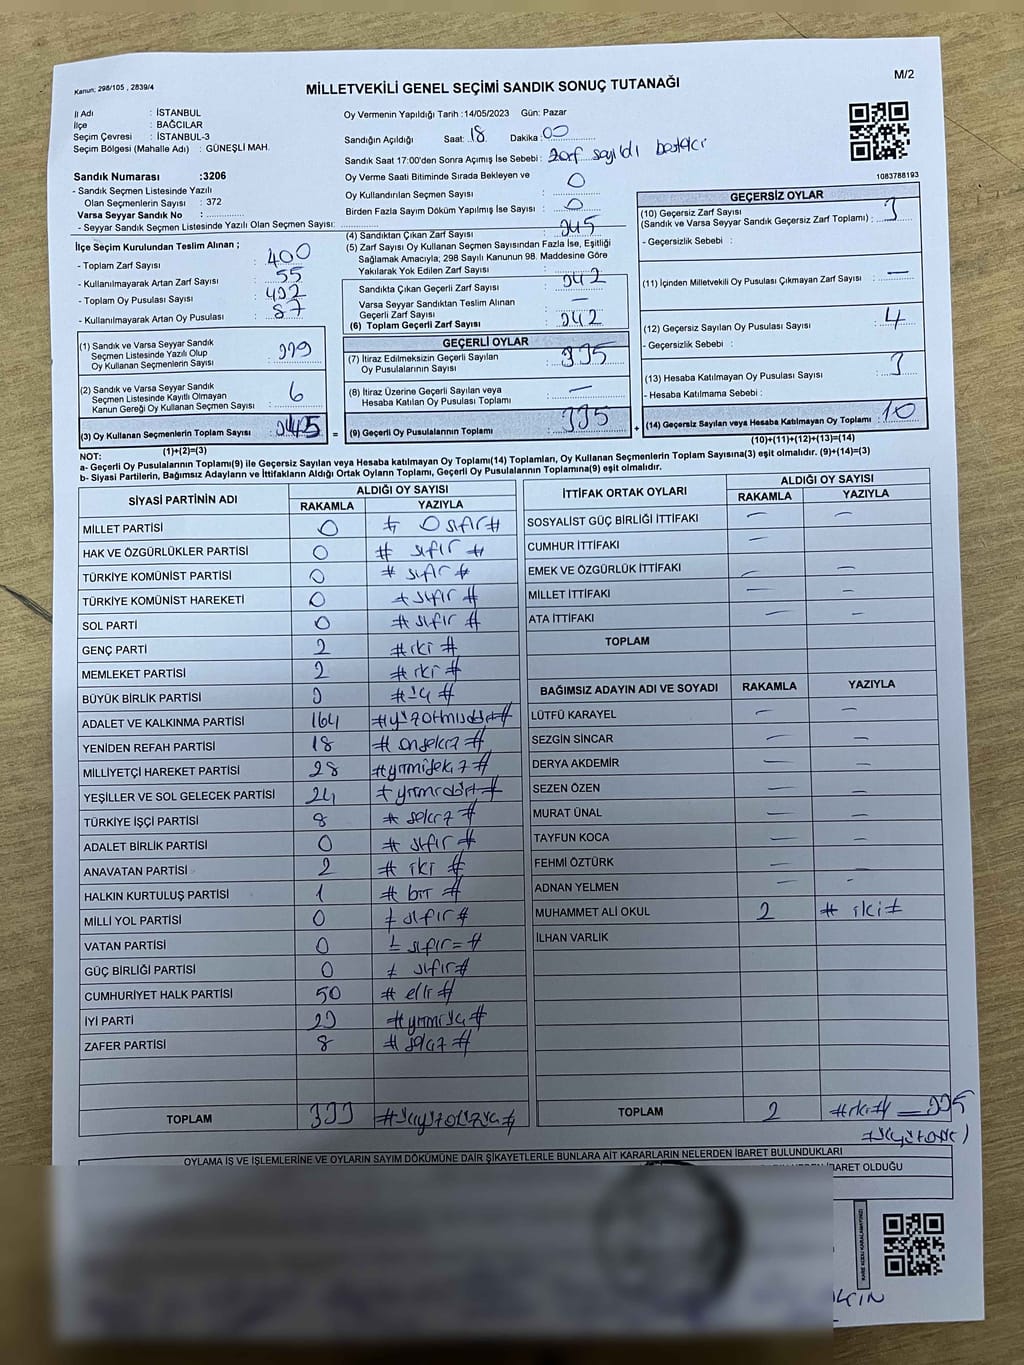 Kanun: 298/105 , 2839/4
MİLLETVEKİLİ GENEL SEÇİMİ SANDIK SONUÇ TUTANAĞI
M/2
İl Adı : İSTANBUL
İlçe : BAĞCILAR
Seçim Çevresi : İSTANBUL-3
Seçim Bölgesi (Mahalle Adı) : GÜNEŞLİ MAH.
Oy Vermenin Yapıldığı Tarih :14/05/2023 Gün: Pazar
Sandığın Açıldığı Saat: 18 Dakika: 00
Sandık Saat 17:00'den Sonra Açımış İse Sebebi : zarf sayıldı
1083788193
Sandık Numarası :3206
- Sandık Seçmen Listesinde Yazılı
Olan Seçmenlerin Sayısı : 372
Varsa Seyyar Sandık No :
- Seyyar Sandık Seçmen Listesinde Yazılı Olan Seçmen Sayısı:
Oy Verme Saati Bitiminde Sırada Bekleyen ve
Oy Kullandırılan Seçmen Sayısı : 0
Birden Fazla Sayım Döküm Yapılmış İse Sayısı : 0
İlçe Seçim Kurulundan Teslim Alınan ;
- Toplam Zarf Sayısı : 400
- Kullanılmayarak Artan Zarf Sayısı : 55
- Toplam Oy Pusulası Sayısı : 432
- Kullanılmayarak Artan Oy Pusulası : 87
(4) Sandıktan Çıkan Zarf Sayısı : 345
(5) Zarf Sayısı Oy Kullanan Seçmen Sayısından Fazla İse, Eşitliği
Sağlamak Amacıyla; 298 Sayılı Kanunun 98. Maddesine Göre
Yakılarak Yok Edilen Zarf Sayısı :
Sandıkta Çıkan Geçerli Zarf Sayısı : 342
Varsa Seyyar Sandıktan Teslim Alınan
Geçerli Zarf Sayısı : —
(6) Toplam Geçerli Zarf Sayısı : 342
GEÇERSİZ OYLAR
(10) Geçersiz Zarf Sayısı
(Sandık ve Varsa Seyyar Sandık Geçersiz Zarf Toplamı) : 3
- Geçersizlik Sebebi :
(11) İçinden Milletvekili Oy Pusulası Çıkmayan Zarf Sayısı : —
(12) Geçersiz Sayılan Oy Pusulası Sayısı : 4
- Geçersizlik Sebebi :
(13) Hesaba Katılmayan Oy Pusulası Sayısı : 3
- Hesaba Katılmama Sebebi :
(14) Geçersiz Sayılan veya Hesaba Katılmayan Oy Toplamı : 10
(10)+(11)+(12)+(13)=(14)
(1) Sandık ve Varsa Seyyar Sandık
Seçmen Listesinde Yazılı Olup
Oy Kullanan Seçmenlerin Sayısı : 339
(2) Sandık ve Varsa Seyyar Sandık
Seçmen Listesinde Kayıtlı Olmayan
Kanun Gereği Oy Kullanan Seçmen Sayısı : 6
(3) Oy Kullanan Seçmenlerin Toplam Sayısı : 345
(1)+(2)=(3)
=
GEÇERLİ OYLAR
(7) İtiraz Edilmeksizin Geçerli Sayılan
Oy Pusulalarının Sayısı : 335
(8) İtiraz Üzerine Geçerli Sayılan veya
Hesaba Katılan Oy Pusulası Toplamı : —
(9) Geçerli Oy Pusulalarının Toplamı : 335
+
NOT:
a- Geçerli Oy Pusulalarının Toplamı(9) ile Geçersiz Sayılan veya Hesaba katılmayan Oy Toplamı(14) Toplamları, Oy Kullanan Seçmenlerin Toplam Sayısına(3) eşit olmalıdır. (9)+(14)=(3)
b- Siyasi Partilerin, Bağımsız Adayların ve İttifakların Aldığı Ortak Oyların Toplamı, Geçerli Oy Pusulalarının Toplamına(9) eşit olmalıdır.
SİYASİ PARTİNİN ADI
ALDIĞI OY SAYISI
RAKAMLA YAZIYLA
MİLLET PARTİSİ 0 # 0 sıfır #
HAK VE ÖZGÜRLÜKLER PARTİSİ 0 # sıfır #
TÜRKİYE KOMÜNİST PARTİSİ 0 # sıfır #
TÜRKİYE KOMÜNİST HAREKETİ 0 # sıfır #
SOL PARTİ 0 # sıfır #
GENÇ PARTİ 2 # iki #
MEMLEKET PARTİSİ 2 # iki #
BÜYÜK BİRLİK PARTİSİ 3 # üç #
ADALET VE KALKINMA PARTİSİ 164 # yüzaltmışdört #
YENİDEN REFAH PARTİSİ 18 # onsekiz #
MİLLİYETÇİ HAREKET PARTİSİ 28 # yirmisekiz #
YEŞİLLER VE SOL GELECEK PARTİSİ 24 # yirmidört #
TÜRKİYE İŞÇİ PARTİSİ 8 # sekiz #
ADALET BİRLİK PARTİSİ 0 # sıfır #
ANAVATAN PARTİSİ 2 # iki #
HALKIN KURTULUŞ PARTİSİ 1 # bir #
MİLLİ YOL PARTİSİ 0 # sıfır #
VATAN PARTİSİ 0 # sıfır = #
GÜÇ BİRLİĞİ PARTİSİ 0 # sıfır #
CUMHURİYET HALK PARTİSİ 50 # elli #
İYİ PARTİ 23 # yirmiüç #
ZAFER PARTİSİ 8 # sekiz #
TOPLAM 333 # üçyüzotuzüç #
İTTİFAK ORTAK OYLARI
ALDIĞI OY SAYISI
RAKAMLA YAZIYLA
SOSYALİST GÜÇ BİRLİĞİ İTTİFAKI — —
CUMHUR İTTİFAKI —
EMEK VE ÖZGÜRLÜK İTTİFAKI — —
MİLLET İTTİFAKI — —
ATA İTTİFAKI — —
TOPLAM
BAĞIMSIZ ADAYIN ADI VE SOYADI RAKAMLA YAZIYLA
LÜTFÜ KARAYEL — —
SEZGİN SİNCAR — —
DERYA AKDEMİR — —
SEZEN ÖZEN — —
MURAT ÜNAL — —
TAYFUN KOCA — —
FEHMİ ÖZTÜRK — —
ADNAN YELMEN — -
MUHAMMET ALİ OKUL 2 # iki #
İLHAN VARLIK
TOPLAM 2 # iki # — 335
OYLAMA İŞ VE İŞLEMLERİNE VE OYLARIN SAYIM DÖKÜMÜNE DAİR ŞİKAYETLERLE BUNLARA AİT KARARLARIN NELERDEN İBARET BULUNDUKLARI
İBARET OLDUĞU